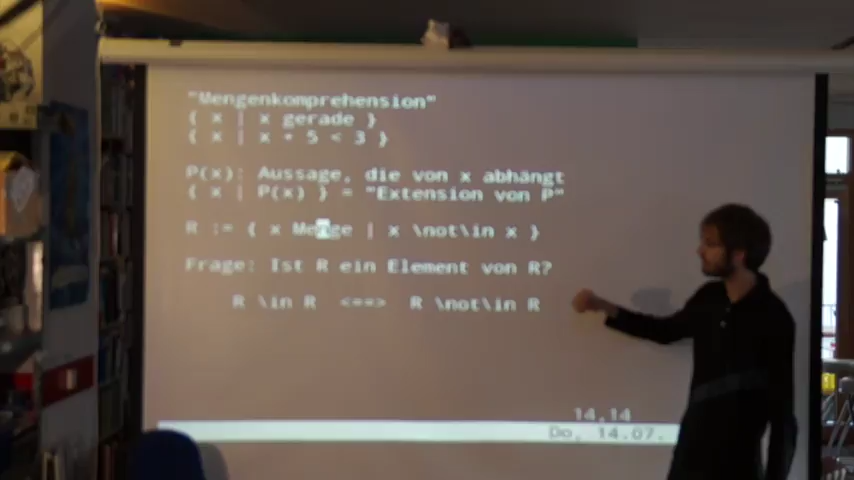 "Mengenkomprehension"
{ x | x gerade }
{ x | x + 5 < 3 }
P(x): Aussage, die von x abhängt
{ x | P(x) } = "Extension von P"
R := { x Menge | x \not\in x }
Frage: Ist R ein Element von R?
R \in R <==> R \not\in R
14,14
Do, 14.07.